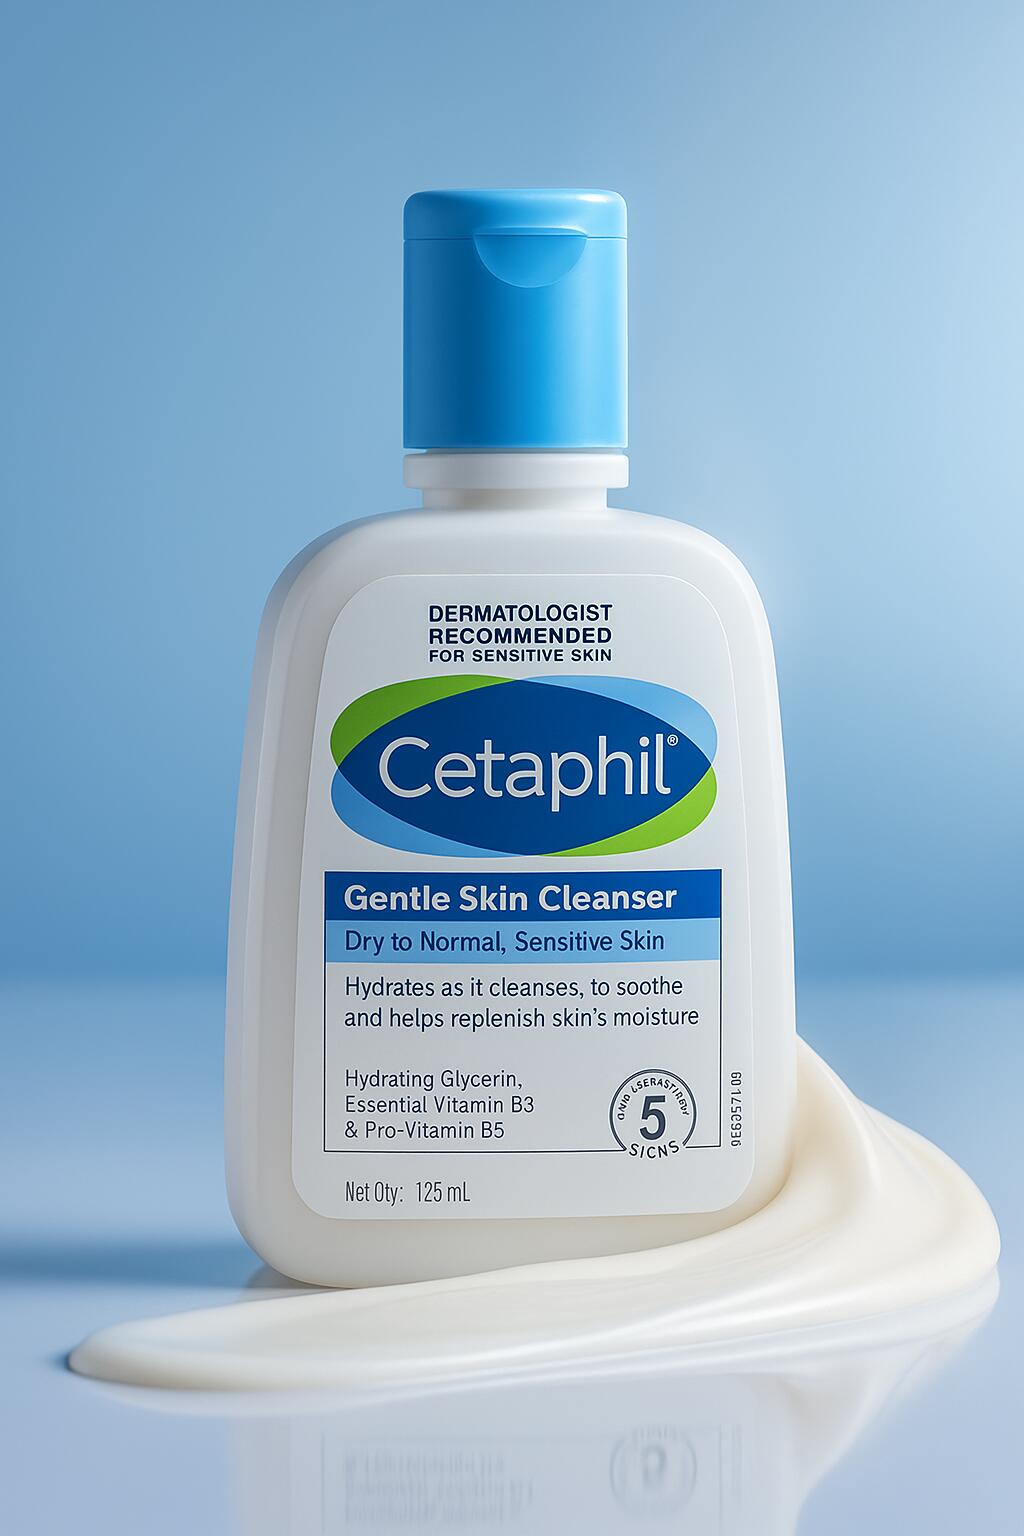 DERMATOLOGIST
RECOMMENDED
FOR SENSITIVE SKIN
Cetaphil®
Gentle Skin Cleanser
Dry to Normal, Sensitive Skin
Hydrates as it cleanses, to soothe
and helps replenish skin's moisture
Hydrating Glycerin,
Essential Vitamin B3
& Pro-Vitamin B5
5
SICNS
Net Oty: 125 mL